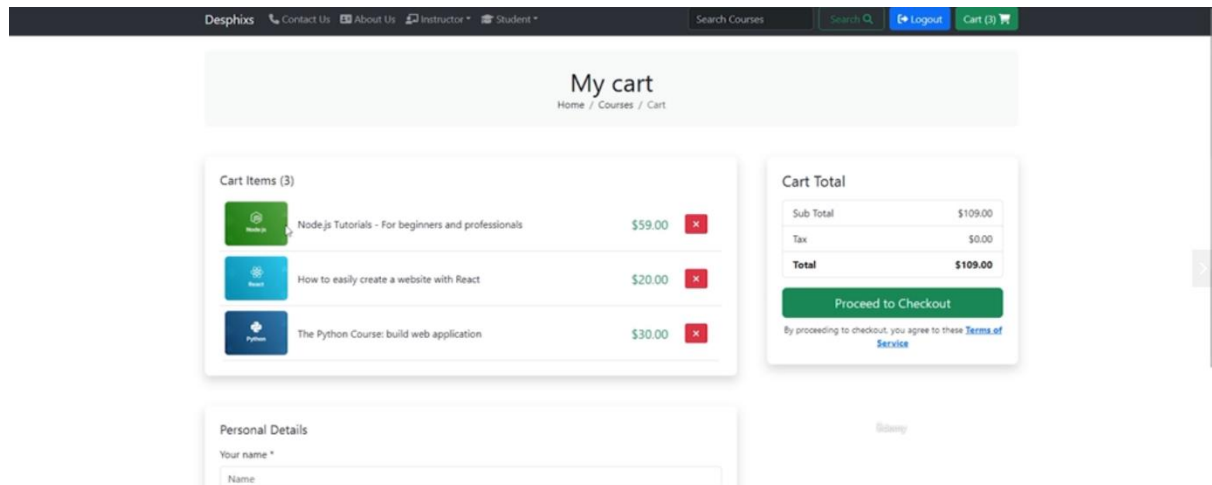 Desphixs Contact Us About Us Instructor Student Search Courses Search Logout Cart (3)
My cart
Home / Courses / Cart
Cart Items (3)
Node.js
Node.js Tutorials - For beginners and professionals $59.00
React
How to easily create a website with React $20.00
Python
The Python Course: build web application $30.00
Cart Total
Sub Total $109.00
Tax $0.00
Total $109.00
Proceed to Checkout
By proceeding to checkout, you agree to these Terms of
Service
Personal Details
Your name *
Name